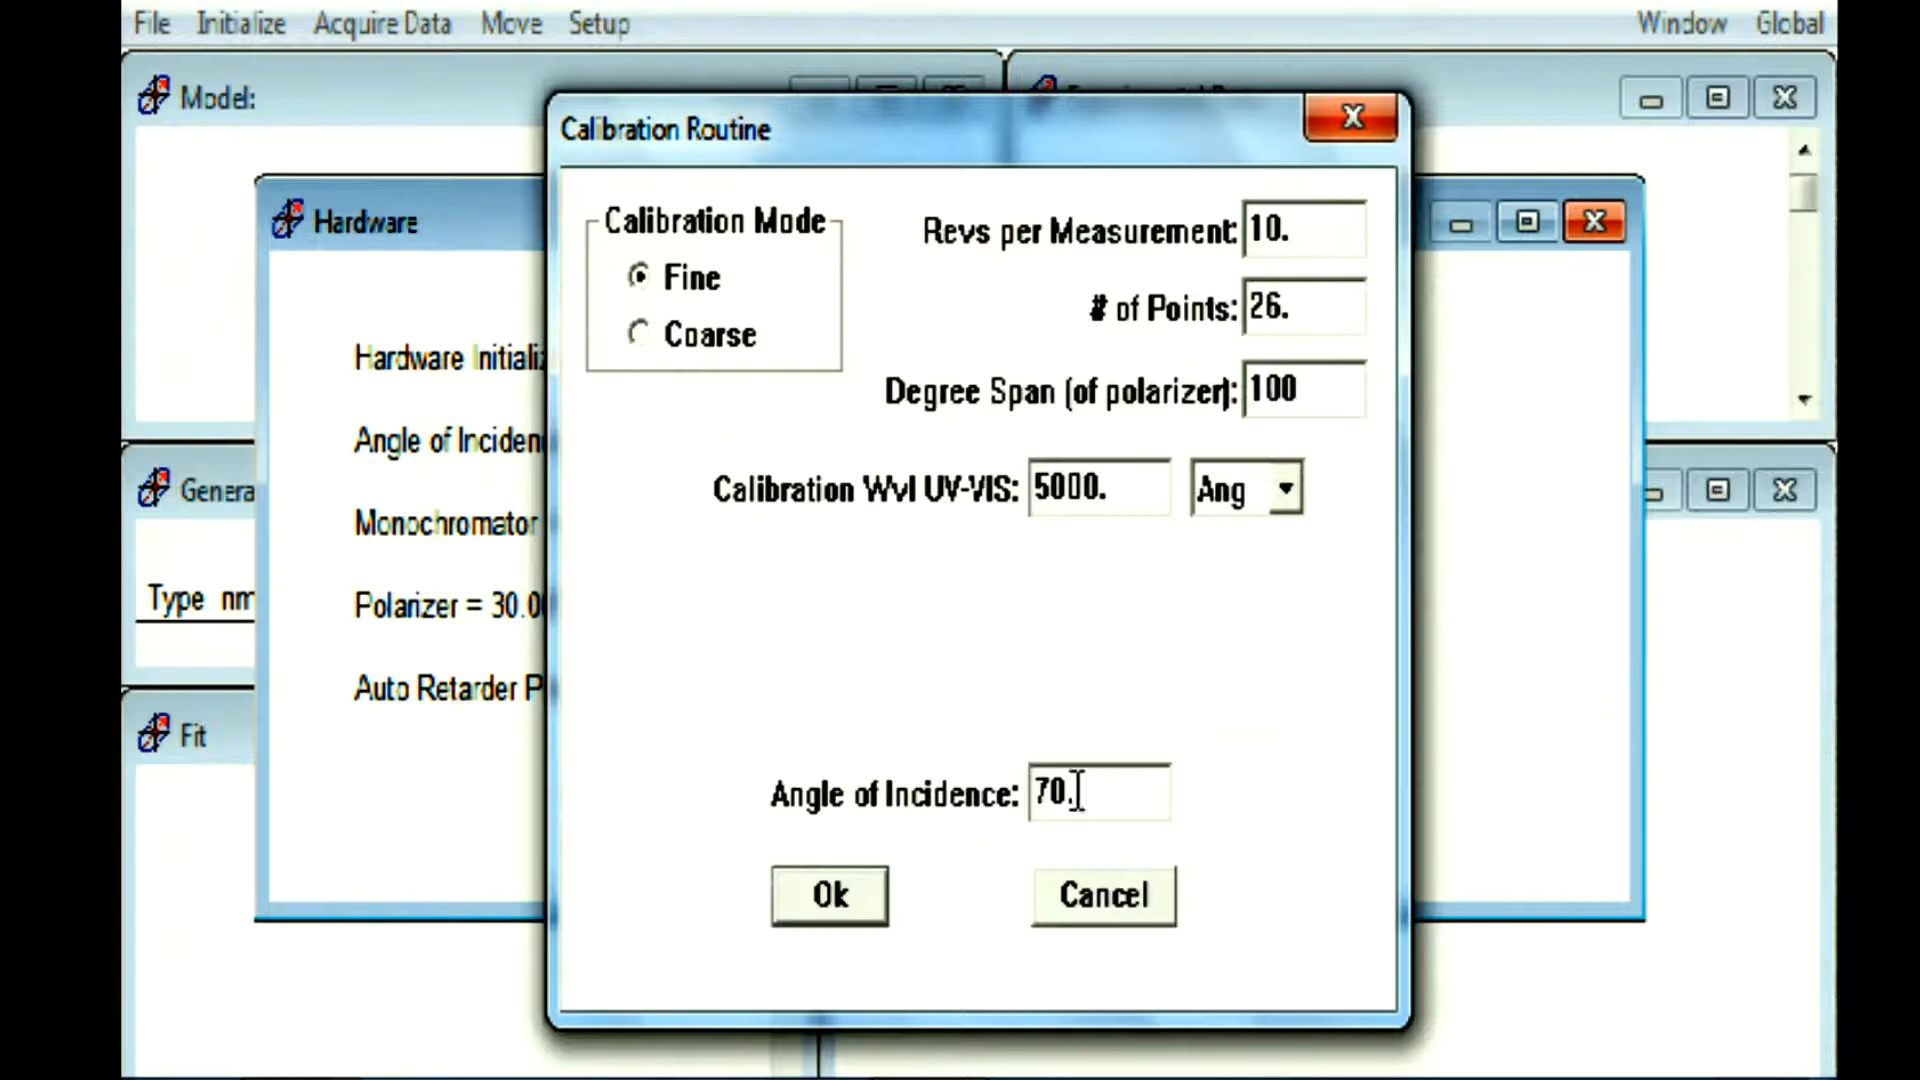 File Initialize Acquire Data Move Setup Window Global
Model:
Calibration Routine
Hardware
Calibration Mode
Fine
Coarse
Revs per Measurement: 10.
# of Points: 26.
Degree Span (of polarizer): 100
Calibration Wvl UV-VIS: 5000. Ang
Angle of Incidence: 70.
Ok Cancel
Hardware Initializ
Angle of Inciden
Monochromator
Polarizer = 30.0
Auto Retarder P
Genera
Type nm
Fit